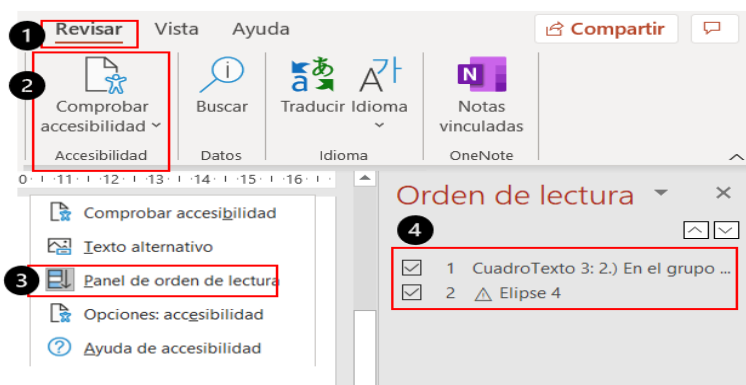 1 Revisar Vista Ayuda Compartir
2
Comprobar accesibilidad
Buscar
Traducir
Idioma
Notas vinculadas
Accesibilidad Datos Idioma OneNote
0 11 12 13 14 15 16
Comprobar accesibilidad
Texto alternativo
3 Panel de orden de lectura
Opciones: accesibilidad
Ayuda de accesibilidad
Orden de lectura
4
1 CuadroTexto 3: 2.) En el grupo ...
2 Elipse 4